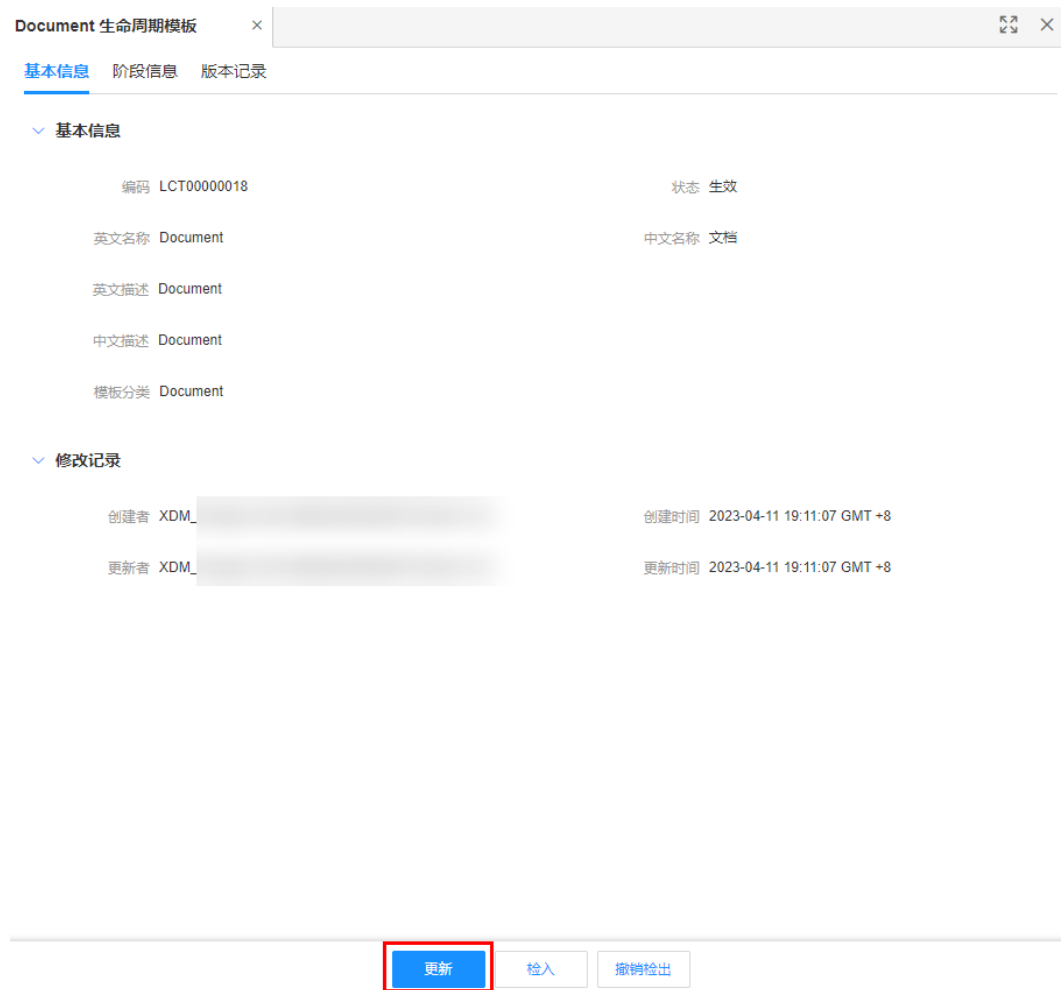 Document 生命周期模板
基本信息 阶段信息 版本记录
基本信息
编码 LCT00000018 状态 生效
英文名称 Document 中文名称 文档
英文描述 Document
中文描述 Document
模板分类 Document
修改记录
创建者 XDM_ 创建时间 2023-04-11 19:11:07 GMT +8
更新者 XDM_ 更新时间 2023-04-11 19:11:07 GMT +8
更新 检入 撤销检出